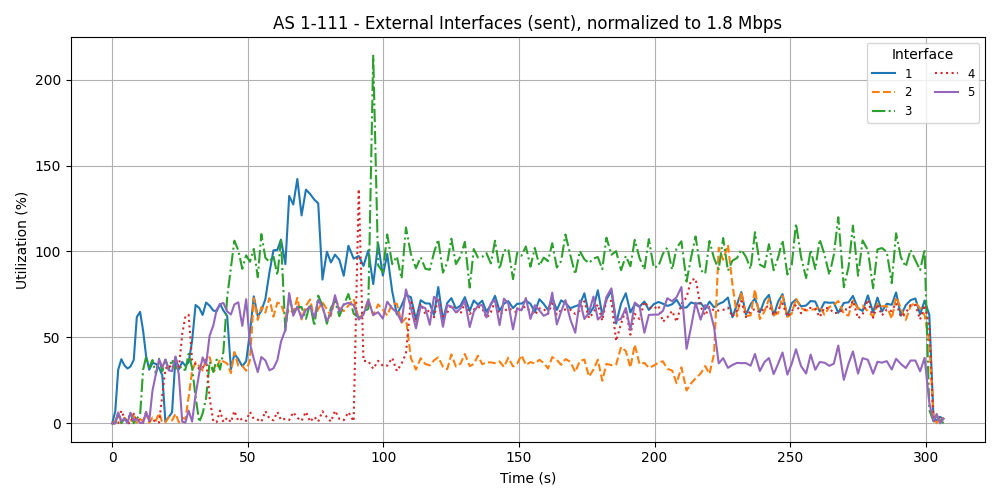 AS 1-111 - External Interfaces (sent), normalized to 1.8 Mbps
Utilization (%)
200
150
100
50
0
0 50 100 150 200 250 300
Time (s)
Interface
1 4
2 5
3